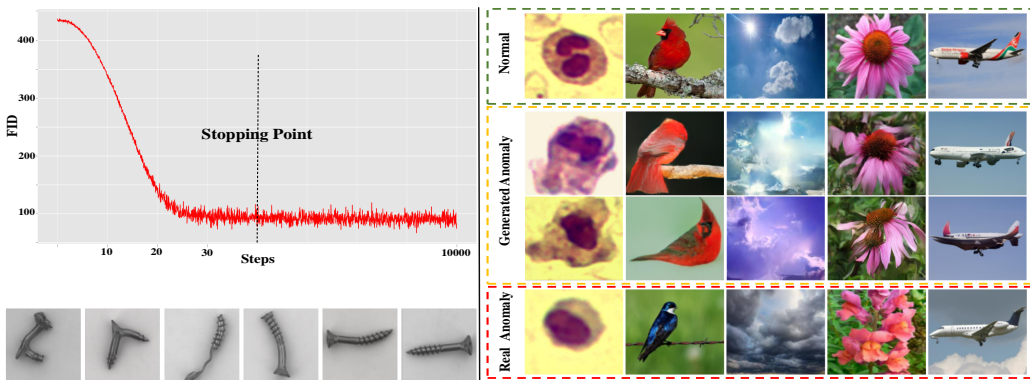 400
300
200
100
FID
Stopping Point
10
20
30
10000
Steps
Normal
Generated Anomaly
Real Anomaly